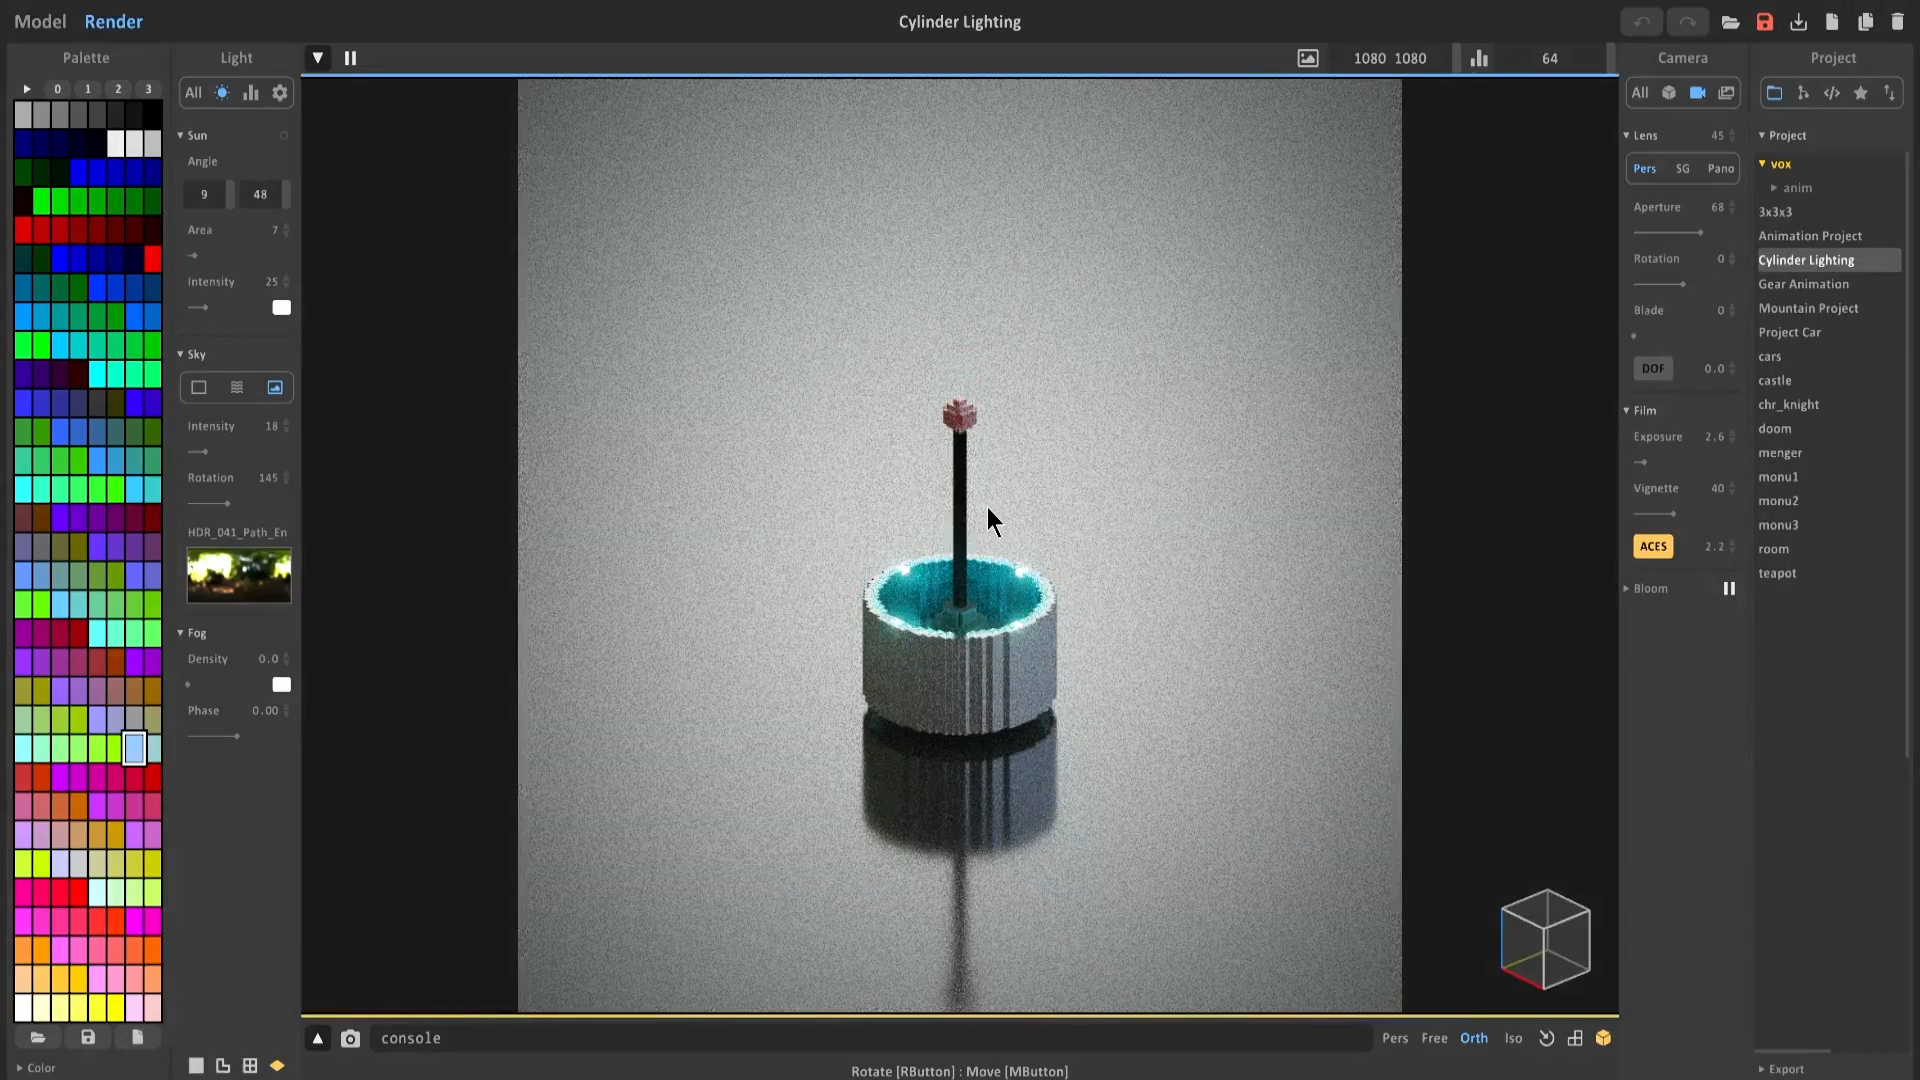 Model Render
Cylinder Lighting
Palette
Light
1080 1080
64
Camera
Project
0 1 2 3
All
All
Sun
Angle
9 48
Area 7
Intensity 25
Sky
Intensity 18
Rotation 145
HDR_041_Path_En
Fog
Density 0.0
Phase 0.00
Lens 45
Pers SG Pano
Aperture 68
Rotation 0
Blade 0
DOF 0.0
Film
Exposure 2.6
Vignette 40
ACES 2.2
Bloom
Project
vox
anim
3x3x3
Animation Project
Cylinder Lighting
Gear Animation
Mountain Project
Project Car
cars
castle
chr_knight
doom
menger
monu1
monu2
monu3
room
teapot
console
Pers Free Orth Iso
Color
Rotate [RButton] : Move [MButton]
Export